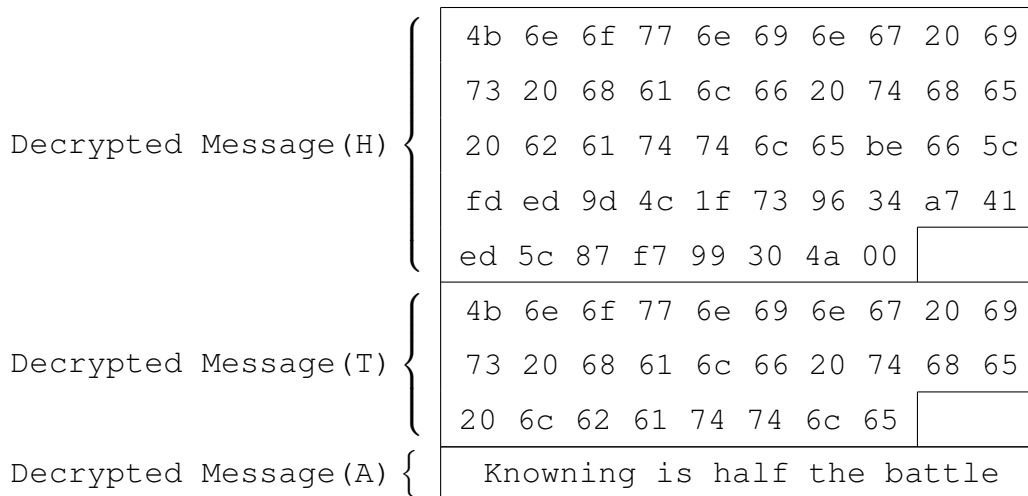 Decrypted Message(H)
4b 6e 6f 77 6e 69 6e 67 20 69
73 20 68 61 6c 66 20 74 68 65
20 62 61 74 74 6c 65 be 66 5c
fd ed 9d 4c 1f 73 96 34 a7 41
ed 5c 87 f7 99 30 4a 00
Decrypted Message(T)
4b 6e 6f 77 6e 69 6e 67 20 69
73 20 68 61 6c 66 20 74 68 65
20 6c 62 61 74 74 6c 65
Decrypted Message(A)
Knowning is half the battle